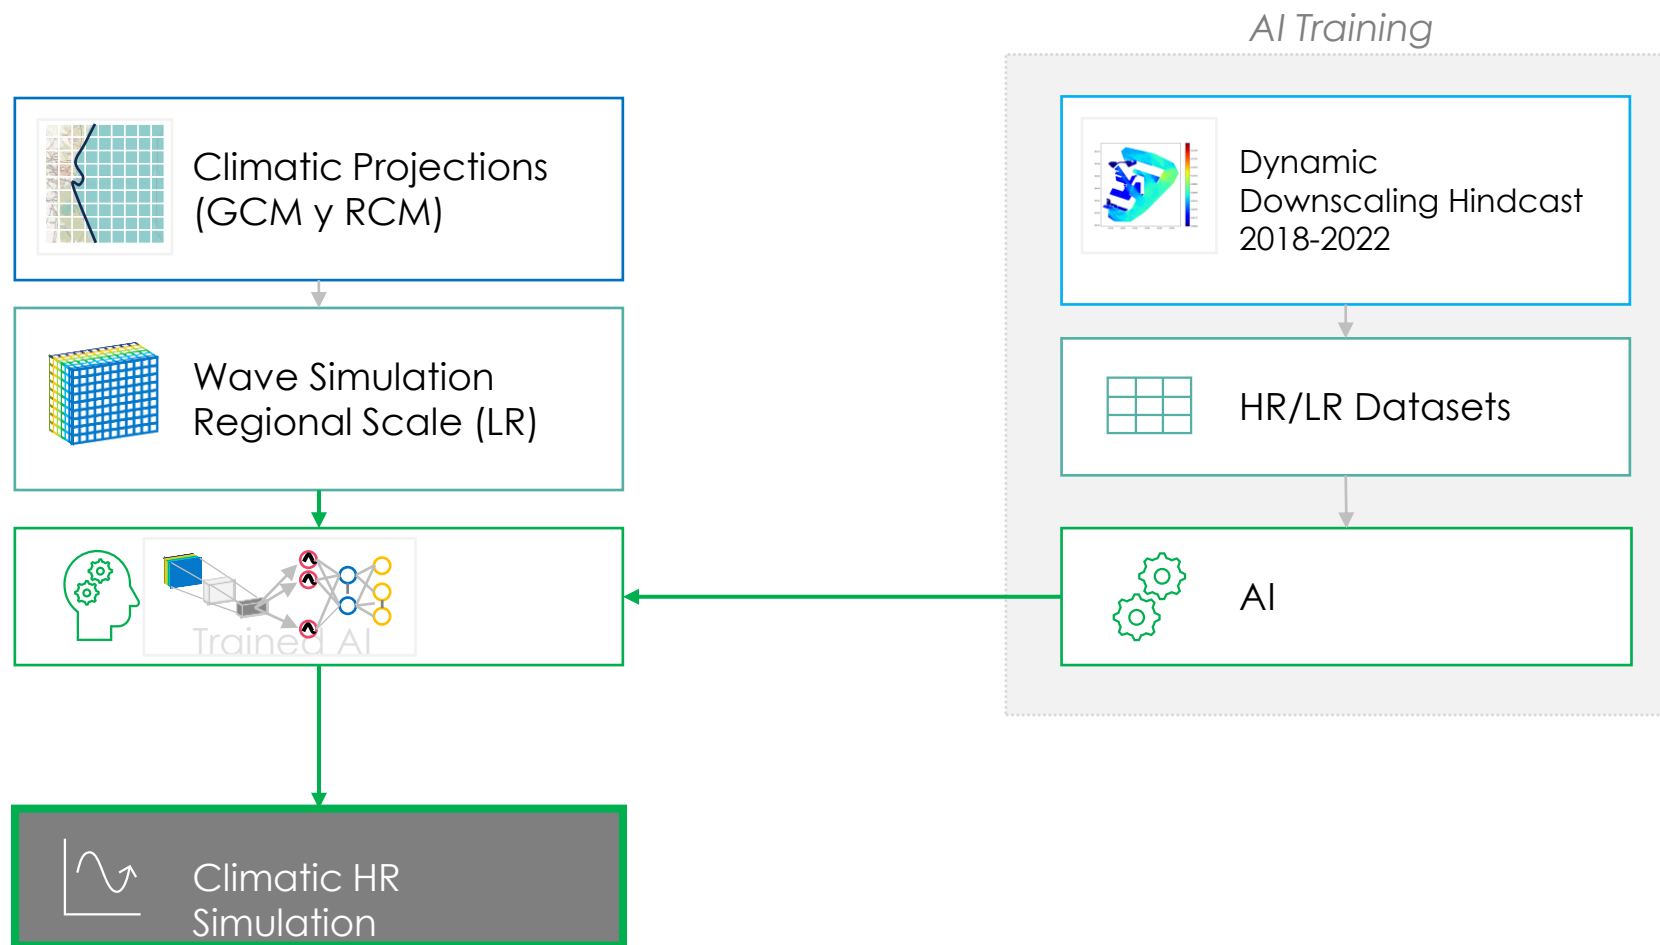 AI Training
Climatic Projections
(GCM y RCM)
Wave Simulation
Regional Scale (LR)
Trained AI
Climatic HR
Simulation
Dynamic
Downscaling Hindcast
2018-2022
HR/LR Datasets
AI